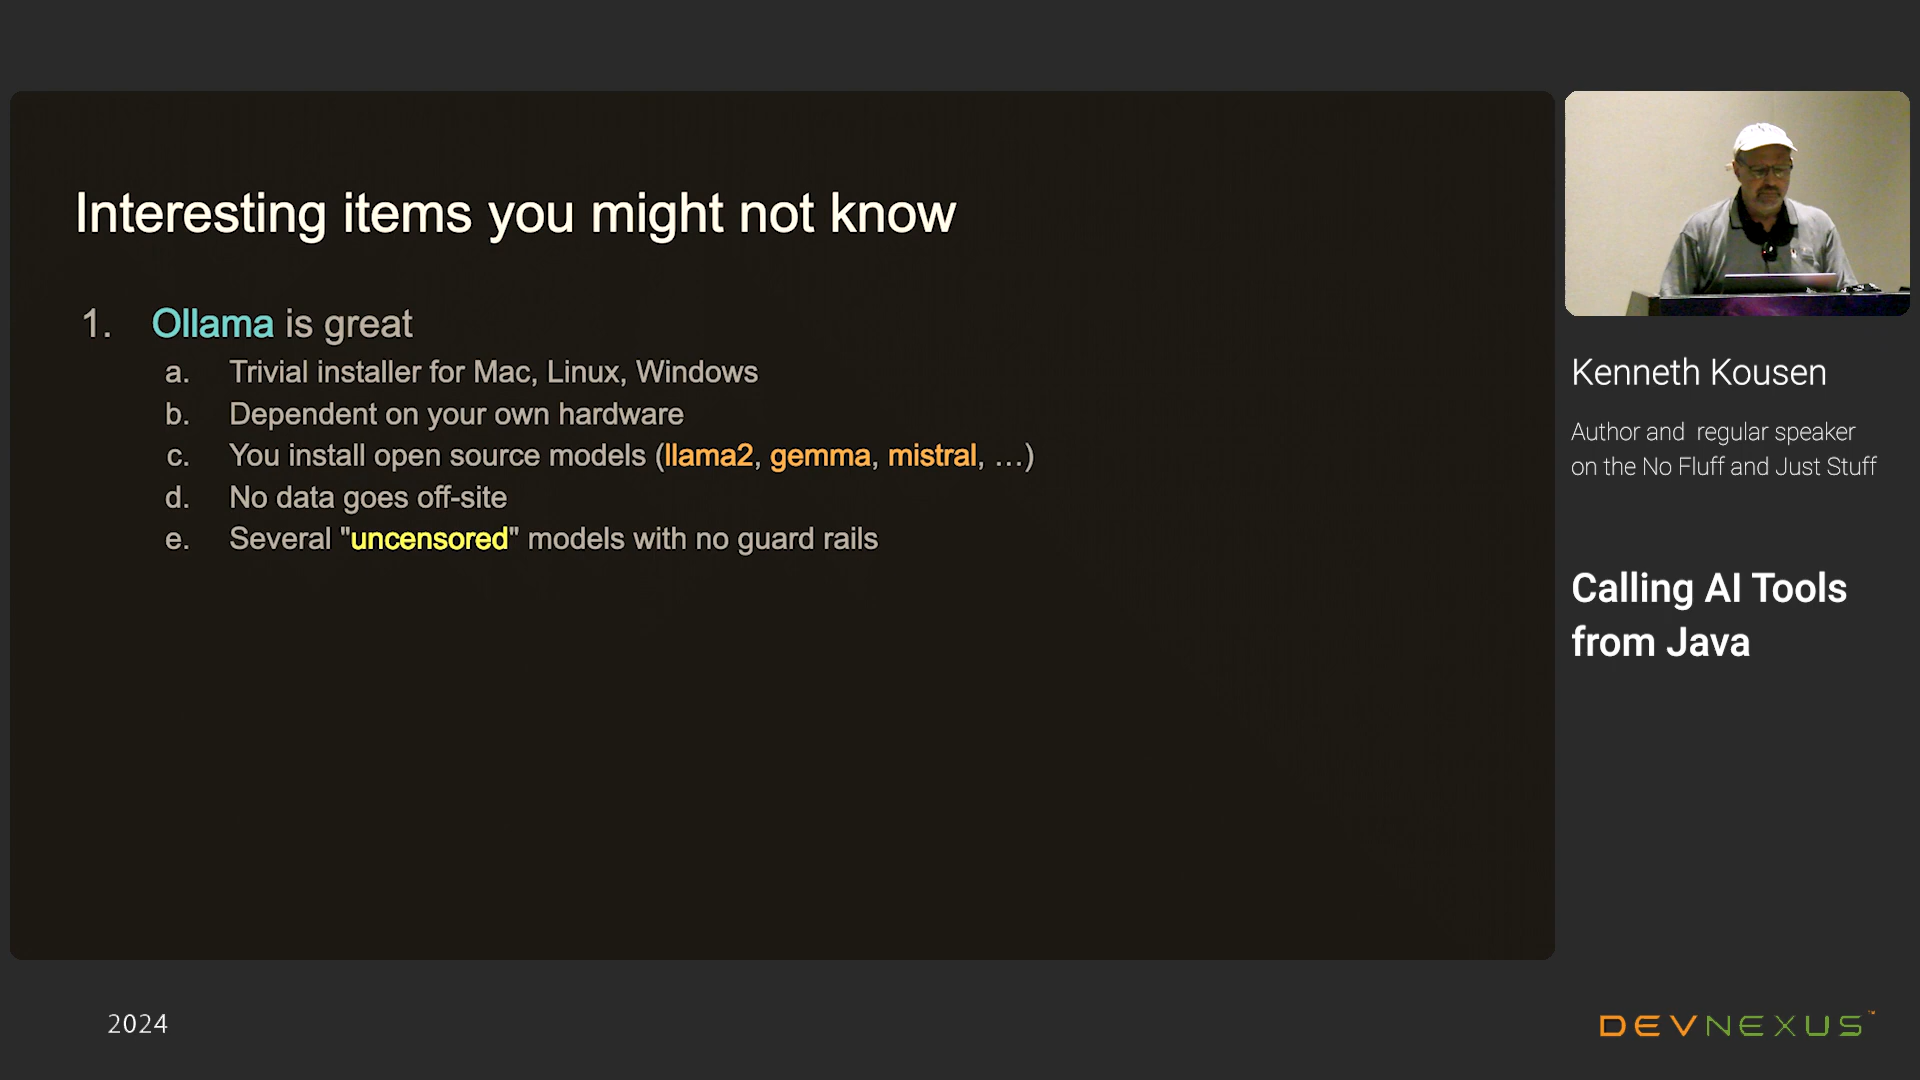 Interesting items you might not know
1. Ollama is great
a. Trivial installer for Mac, Linux, Windows
b. Dependent on your own hardware
c. You install open source models (llama2, gemma, mistral, …)
d. No data goes off-site
e. Several "uncensored" models with no guard rails
Kenneth Kousen
Author and  regular speaker
on the No Fluff and Just Stuff
Calling AI Tools
from Java
2024
DEVNEXUS™